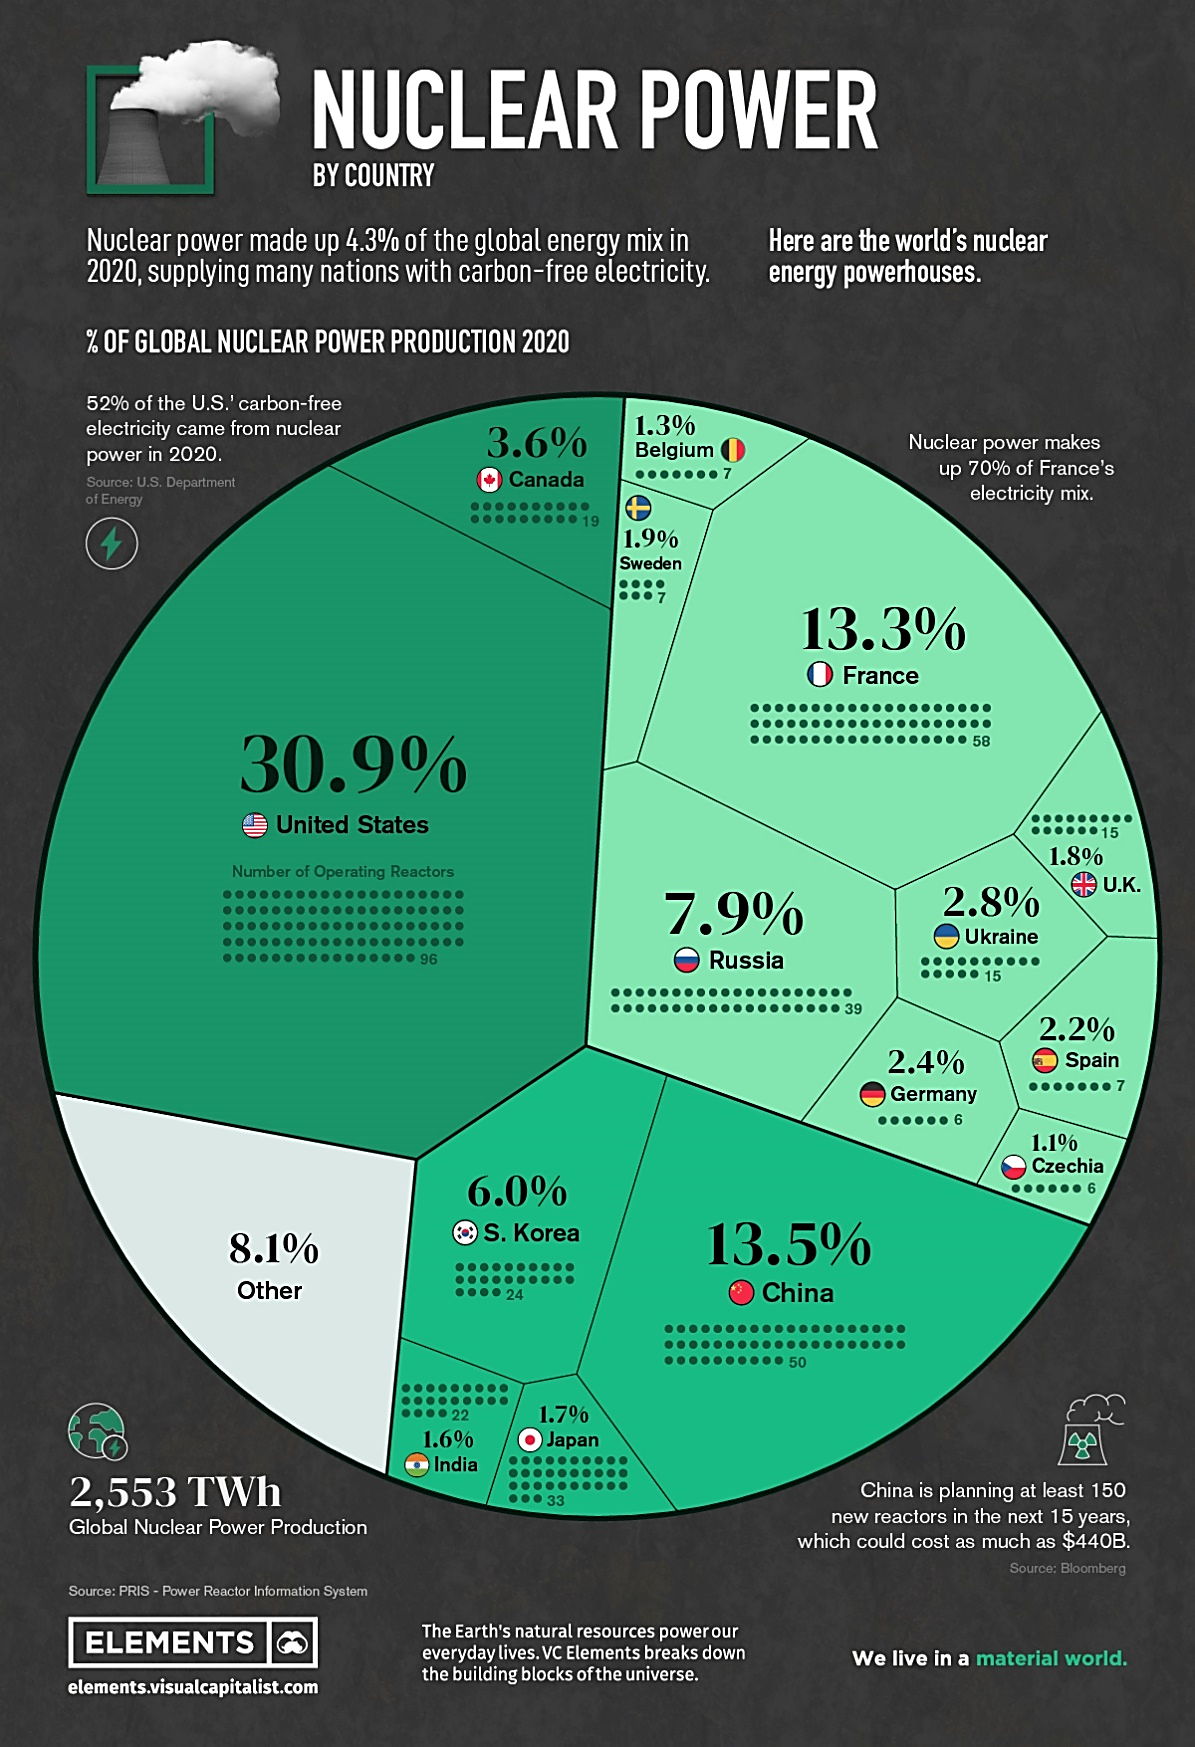 NUCLEAR POWER
BY COUNTRY
Nuclear power made up 4.3% of the global energy mix in
2020, supplying many nations with carbon-free electricity.
Here are the world's nuclear
energy powerhouses.
% OF GLOBAL NUCLEAR POWER PRODUCTION 2020
52% of the U.S.' carbon-free
electricity came from nuclear
power in 2020.
Source: U.S. Department
of Energy
Nuclear power makes
up 70% of France's
electricity mix.
3.6%
Canada
19
1.3%
Belgium
7
1.9%
Sweden
7
13.3%
France
58
30.9%
United States
Number of Operating Reactors
96
15
1.8%
U.K.
7.9%
Russia
39
2.8%
Ukraine
15
2.2%
Spain
7
2.4%
Germany
6
1.1%
Czechia
6
8.1%
Other
6.0%
S. Korea
24
13.5%
China
50
22
1.6%
India
1.7%
Japan
33
2,553 TWh
Global Nuclear Power Production
China is planning at least 150
new reactors in the next 15 years,
which could cost as much as $440B.
Source: Bloomberg
Source: PRIS - Power Reactor Information System
ELEMENTS
elements.visualcapitalist.com
The Earth's natural resources power our
everyday lives. VC Elements breaks down
the building blocks of the universe.
We live in a material world.